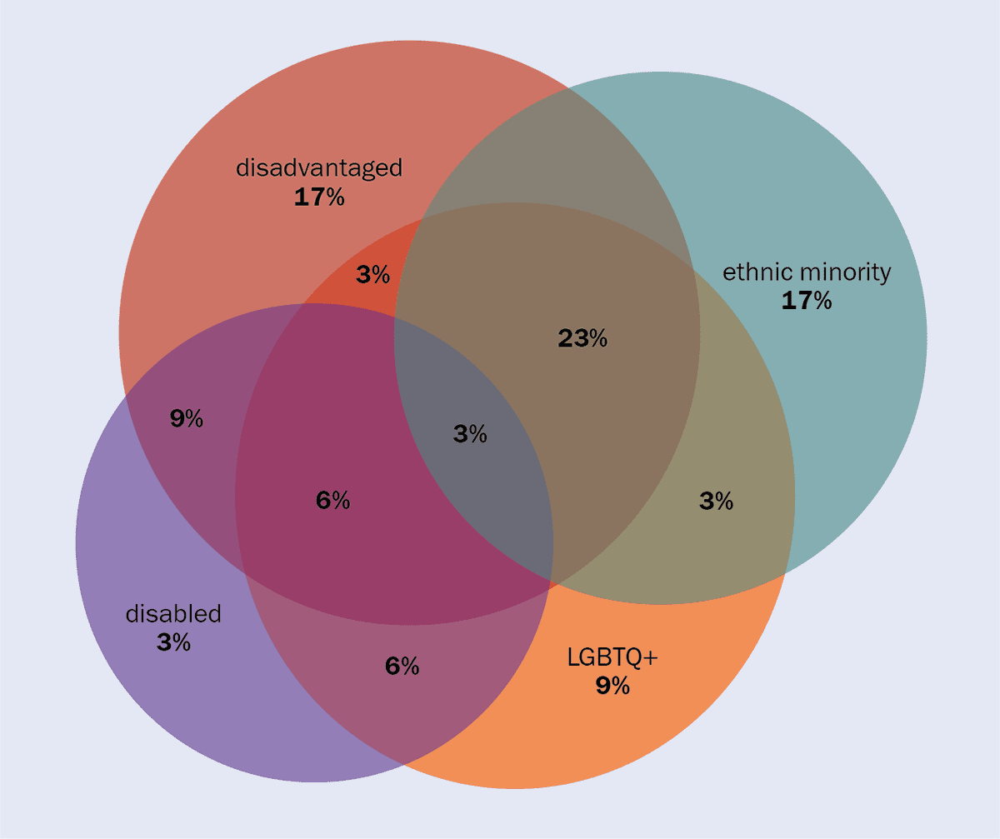 disadvantaged
17%
ethnic minority
17%
3%
23%
9%
3%
6%
3%
disabled
3%
6%
LGBTQ+
9%